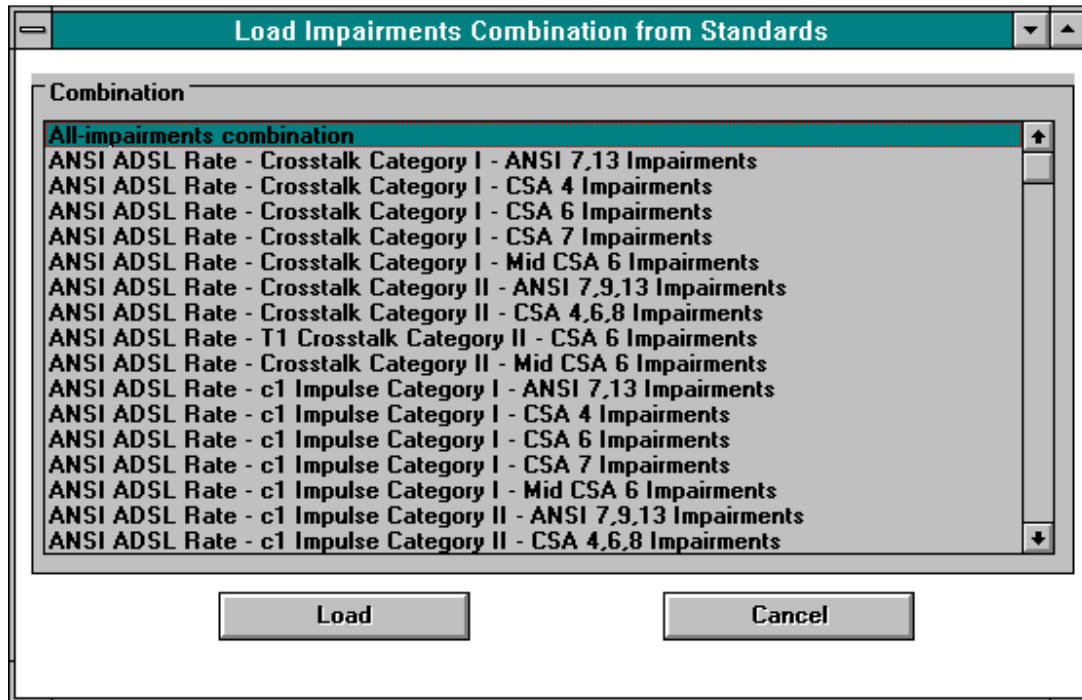 Load Impairments Combination from Standards
Combination
All-impairments combination
ANSI ADSL Rate - Crosstalk Category I - ANSI 7,13 Impairments
ANSI ADSL Rate - Crosstalk Category I - CSA 4 Impairments
ANSI ADSL Rate - Crosstalk Category I - CSA 6 Impairments
ANSI ADSL Rate - Crosstalk Category I - CSA 7 Impairments
ANSI ADSL Rate - Crosstalk Category I - Mid CSA 6 Impairments
ANSI ADSL Rate - Crosstalk Category II - ANSI 7,9,13 Impairments
ANSI ADSL Rate - Crosstalk Category II - CSA 4,6,8 Impairments
ANSI ADSL Rate - T1 Crosstalk Category II - CSA 6 Impairments
ANSI ADSL Rate - Crosstalk Category II - Mid CSA 6 Impairments
ANSI ADSL Rate - c1 Impulse Category I - ANSI 7,13 Impairments
ANSI ADSL Rate - c1 Impulse Category I - CSA 4 Impairments
ANSI ADSL Rate - c1 Impulse Category I - CSA 6 Impairments
ANSI ADSL Rate - c1 Impulse Category I - CSA 7 Impairments
ANSI ADSL Rate - c1 Impulse Category I - Mid CSA 6 Impairments
ANSI ADSL Rate - c1 Impulse Category II - ANSI 7,9,13 Impairments
ANSI ADSL Rate - c1 Impulse Category II - CSA 4,6,8 Impairments
Load Cancel